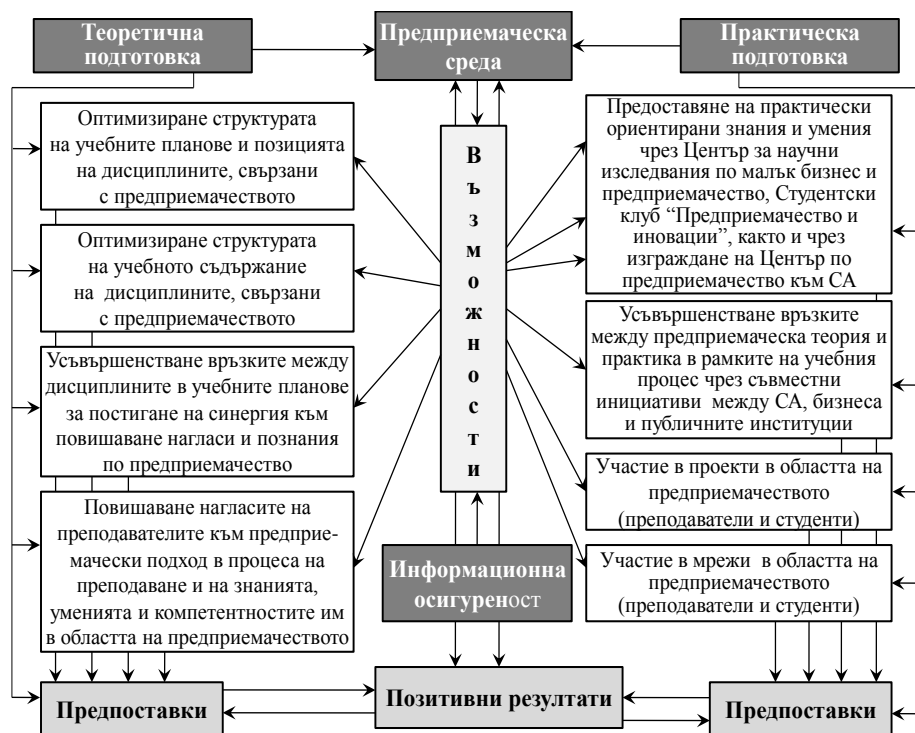 Теоретична
подготовка
Предприемаческа
среда
Практическа
подготовка
Оптимизиране структурата
на учебните планове и позицията
на дисциплините, свързани
с предприемачеството
Оптимизиране структурата
на учебното съдържание
на дисциплините, свързани
с предприемачеството
Усъвършенстване връзките между
дисциплините в учебните планове
за постигане на синергия към
повишаване нагласи и познания
по предприемачество
Повишаване нагласите на
преподавателите към предприе-
мачески подход в процеса на
преподаване и на знанията,
уменията и компетентностите им
в областта на предприемачеството
В
ъ
з
м
о
ж
н
о
с
т
и
Информационна
осигуреност
Предоставяне на практически
ориентирани знания и умения
чрез Център за научни
изследвания по малък бизнес и
предприемачество, Студентски
клуб “Предприемачество и
иновации”, както и чрез
изграждане на Център по
предприемачество към СА
Усъвършенстване връзките
между предприемаческа теория и
практика в рамките на учебния
процес чрез съвместни
инициативи между СА, бизнеса
и публичните институции
Участие в проекти в областта на
предприемачеството
(преподаватели и студенти)
Участие в мрежи в областта на
предприемачеството
(преподаватели и студенти)
Предпоставки
Позитивни резултати
Предпоставки